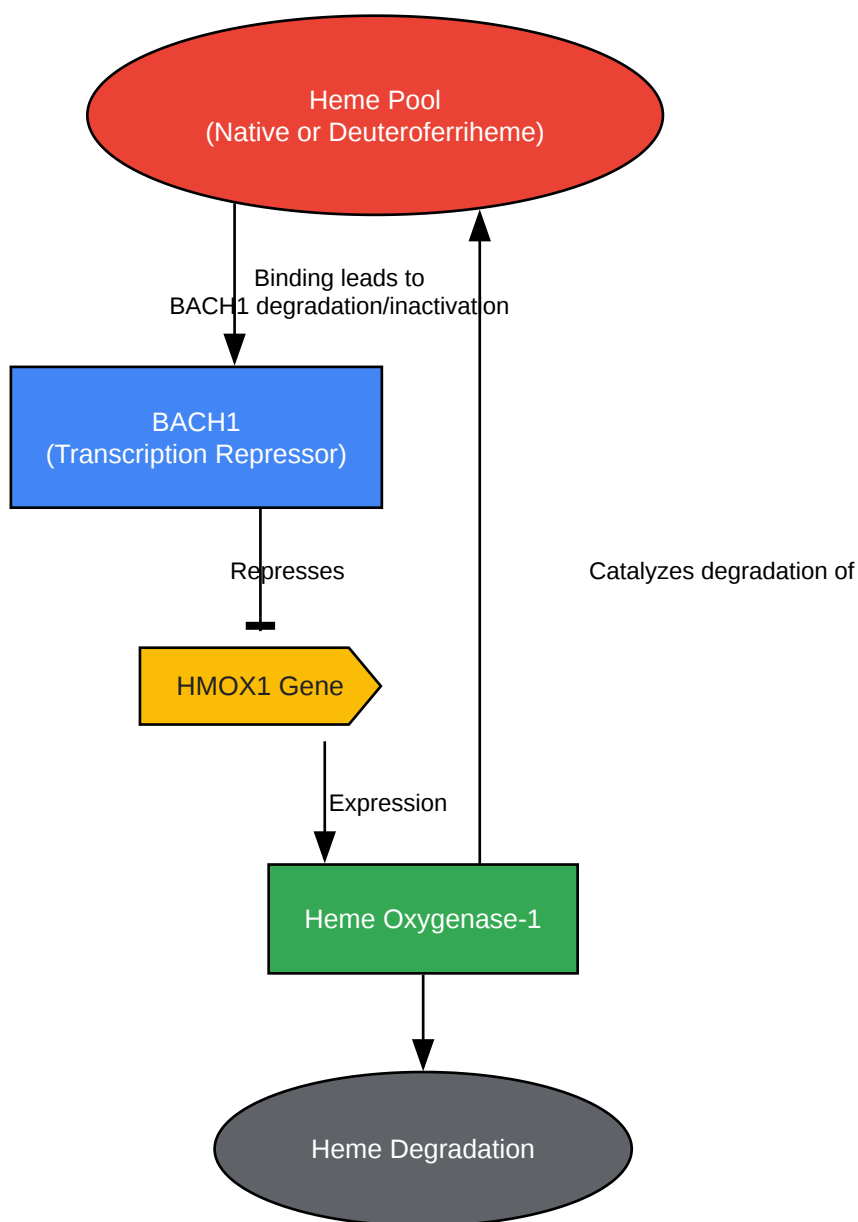 Heme Pool
(Native or Deuteroferriheme)
Binding leads to
BACH1 degradation/inactivation
BACH1
(Transcription Repressor)
Represses
Catalyzes degradation of
HMOX1 Gene
Expression
Heme Oxygenase-1
Heme Degradation